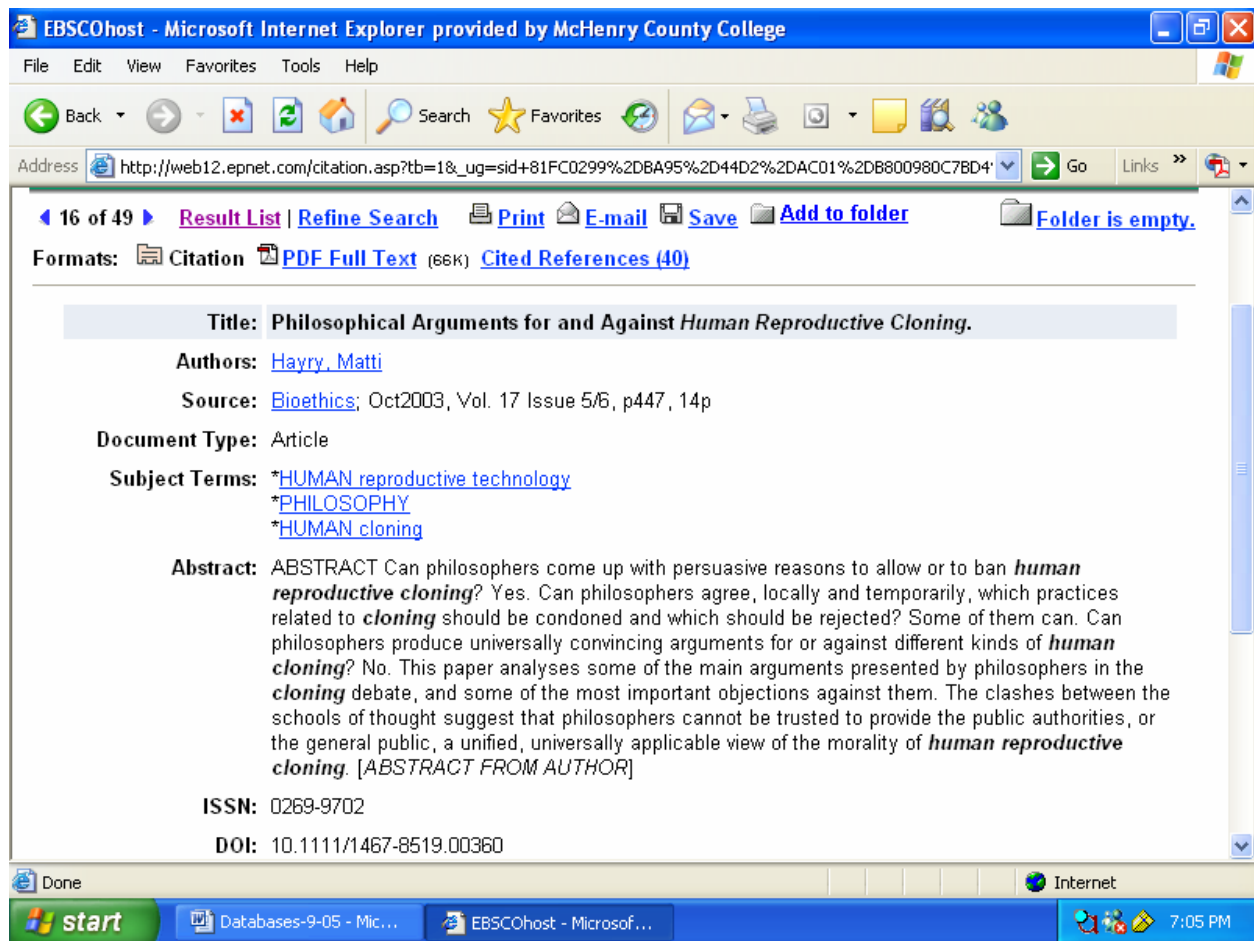 EBSCOhost - Microsoft Internet Explorer provided by McHenry County College
File Edit View Favorites Tools Help
Back Search Favorites
Address http://web12.epnet.com/citation.asp?tb=1&_ug=sid+81FC0299%2DBA95%2D44D2%2DAC01%2DB800980C7BD4 Go Links »
16 of 49 Result List | Refine Search Print E-mail Save Add to folder Folder is empty.
Formats: Citation PDF Full Text (66K) Cited References (40)
Title: Philosophical Arguments for and Against Human Reproductive Cloning.
Authors: Hayry, Matti
Source: Bioethics; Oct2003, Vol. 17 Issue 5/6, p447, 14p
Document Type: Article
Subject Terms: *HUMAN reproductive technology
*PHILOSOPHY
*HUMAN cloning
Abstract: ABSTRACT Can philosophers come up with persuasive reasons to allow or to ban human
reproductive cloning? Yes. Can philosophers agree, locally and temporarily, which practices
related to cloning should be condoned and which should be rejected? Some of them can. Can
philosophers produce universally convincing arguments for or against different kinds of human
cloning? No. This paper analyses some of the main arguments presented by philosophers in the
cloning debate, and some of the most important objections against them. The clashes between the
schools of thought suggest that philosophers cannot be trusted to provide the public authorities, or
the general public, a unified, universally applicable view of the morality of human reproductive
cloning. [ABSTRACT FROM AUTHOR]
ISSN: 0269-9702
DOI: 10.1111/1467-8519.00360
Done Internet
start Databases-9-05 - Mic... EBSCOhost - Microsof... 7:05 PM